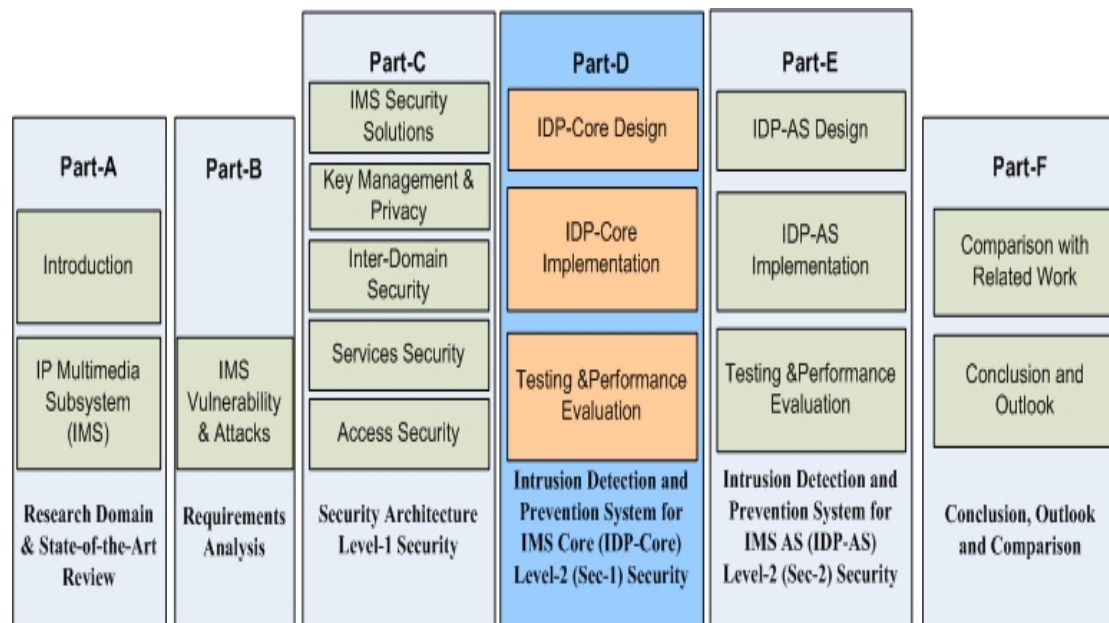 Part-A
Introduction
IP Multimedia
Subsystem
(IMS)
Research Domain
& State-of-the-Art
Review
Part-B
IMS
Vulnerability
& Attacks
Requirements
Analysis
Part-C
IMS Security
Solutions
Key Management &
Privacy
Inter-Domain
Security
Services Security
Access Security
Security Architecture
Level-1 Security
Part-D
IDP-Core Design
IDP-Core
Implementation
Testing &Performance
Evaluation
Intrusion Detection and
Prevention System for
IMS Core (IDP-Core)
Level-2 (Sec-1) Security
Part-E
IDP-AS Design
IDP-AS
Implementation
Testing &Performance
Evaluation
Intrusion Detection and
Prevention System for
IMS AS (IDP-AS)
Level-2 (Sec-2) Security
Part-F
Comparison with
Related Work
Conclusion and
Outlook
Conclusion, Outlook
and Comparison